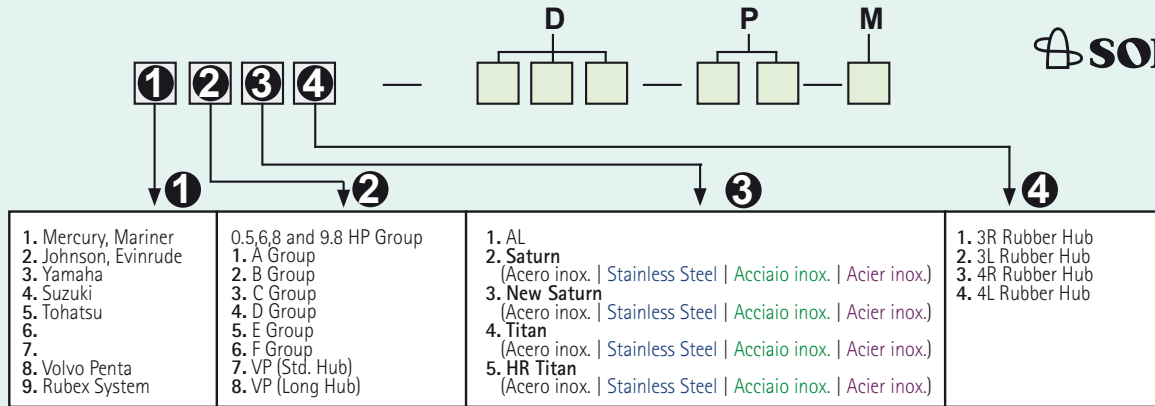 D P M
1 2 3 4
1 2 3 4
1. Mercury, Mariner
2. Johnson, Evinrude
3. Yamaha
4. Suzuki
5. Tohatsu
6.
7.
8. Volvo Penta
9. Rubex System
0.5,6,8 and 9.8 HP Group
1. A Group
2. B Group
3. C Group
4. D Group
5. E Group
6. F Group
7. VP (Std. Hub)
8. VP (Long Hub)
1. AL
2. Saturn
(Acero inox. | Stainless Steel | Acciaio inox. | Acier inox.)
3. New Saturn
(Acero inox. | Stainless Steel | Acciaio inox. | Acier inox.)
4. Titan
(Acero inox. | Stainless Steel | Acciaio inox. | Acier inox.)
5. HR Titan
(Acero inox. | Stainless Steel | Acciaio inox. | Acier inox.)
1. 3R Rubber Hub
2. 3L Rubber Hub
3. 4R Rubber Hub
4. 4L Rubber Hub